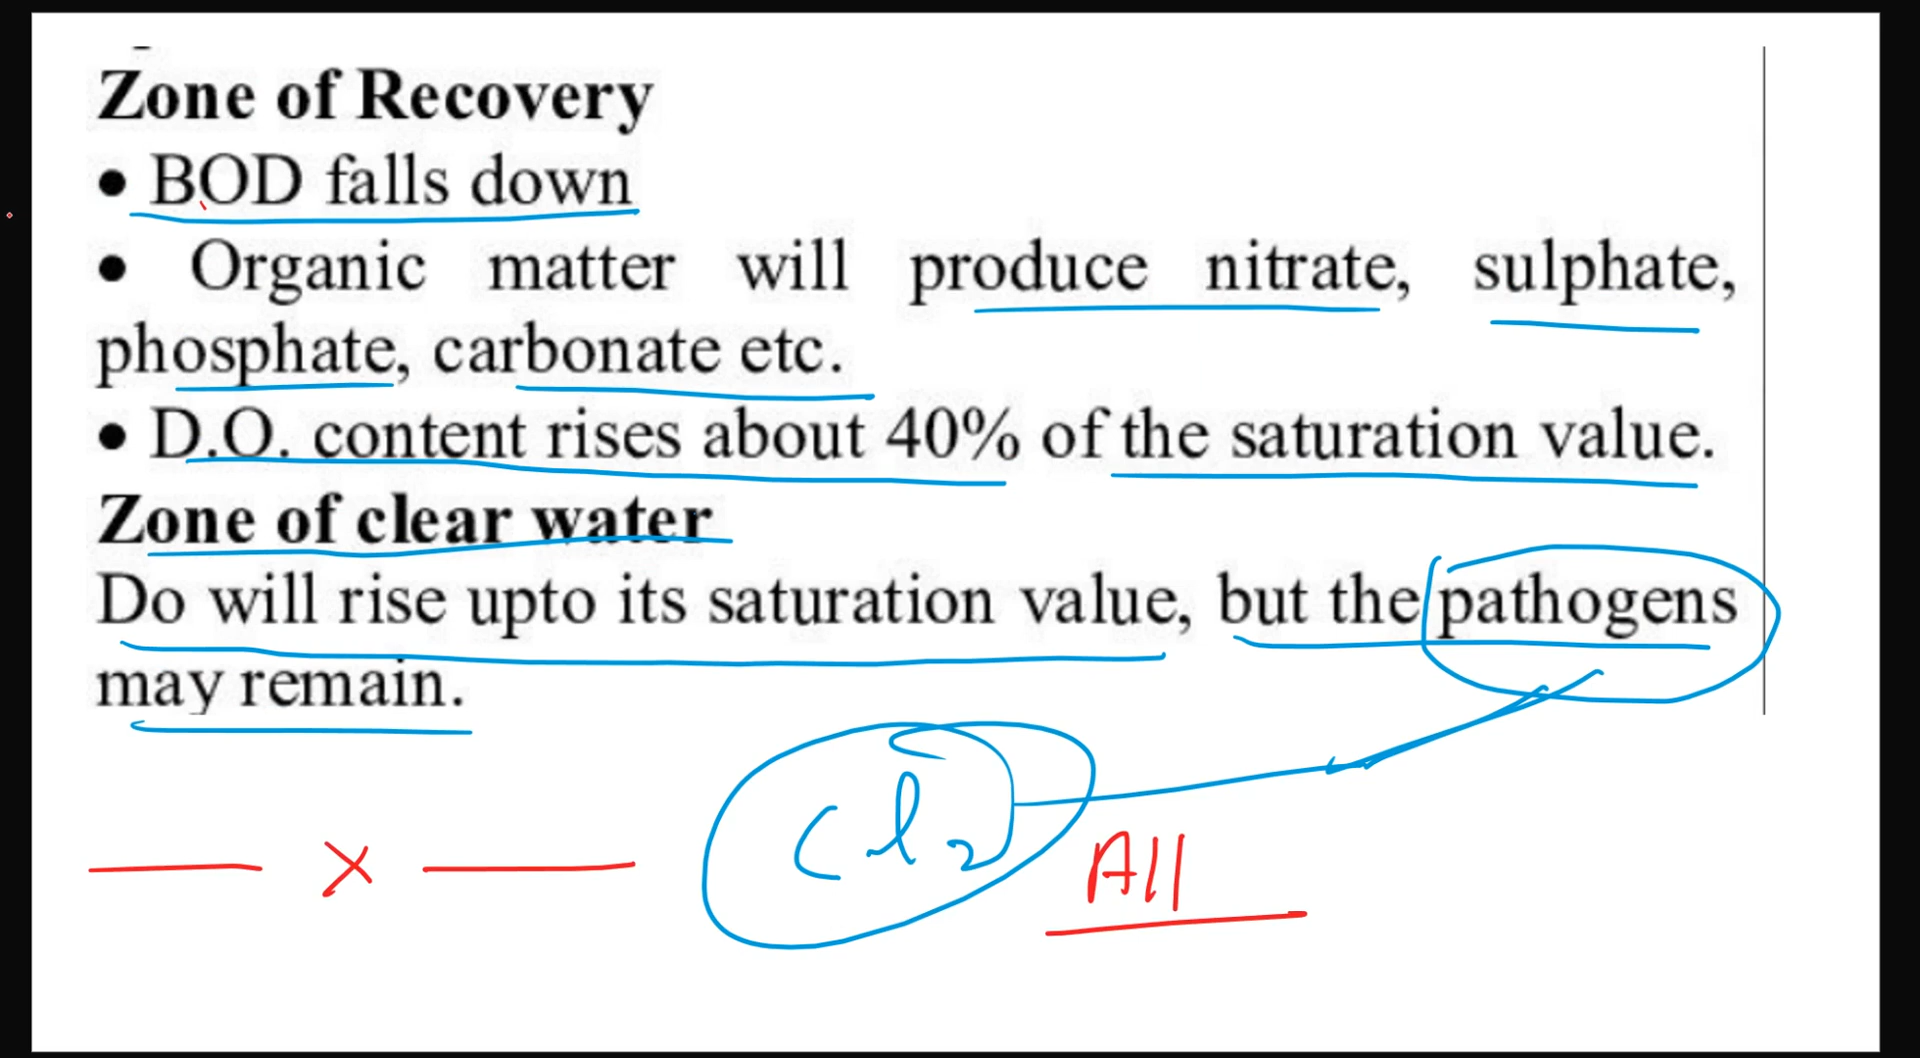 Zone of Recovery
• BOD falls down
• Organic matter will produce nitrate, sulphate,
phosphate, carbonate etc.
• D.O. content rises about 40% of the saturation value.
Zone of clear water
Do will rise upto its saturation value, but the pathogens
may remain.
Cl2
All
— x —